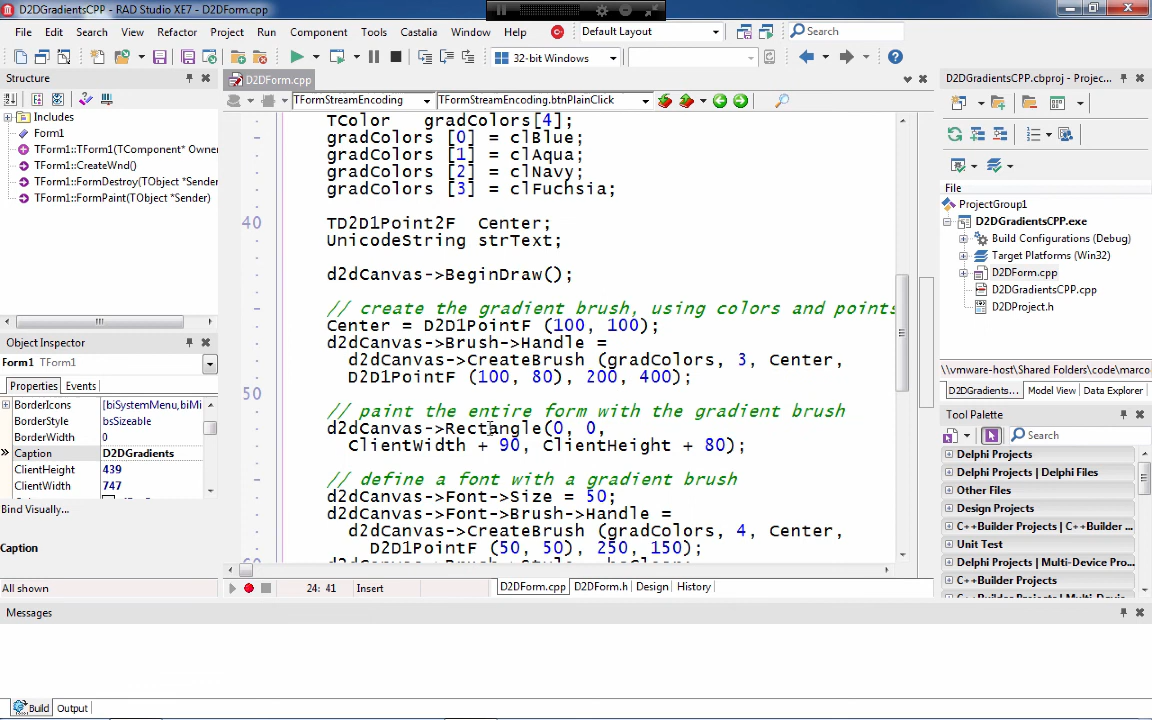 D2DGradientsCPP - RAD Studio XE7 - D2DForm.cpp
File Edit Search View Refactor Project Run Component Tools Castalia Window Help Default Layout Search
32-bit Windows
Structure
Includes
Form1
TForm1::TForm1(TComponent* Owner
TForm1::CreateWnd()
TForm1::FormDestroy(TObject *Sender
TForm1::FormPaint(TObject *Sender)
Object Inspector
Form1 TForm1
Properties Events
BorderIcons [biSystemMenu,biMi
BorderStyle bsSizeable
BorderWidth 0
Caption D2DGradients
ClientHeight 439
ClientWidth 747
Bind Visually...
Caption
All shown
D2DForm.cpp
TFormStreamEncoding TFormStreamEncoding.btnPlainClick
TColor gradColors[4];
gradColors [0] = clBlue;
gradColors [1] = clAqua;
gradColors [2] = clNavy;
gradColors [3] = clFuchsia;
40 TD2D1Point2F Center;
UnicodeString strText;
d2dCanvas->BeginDraw();
// create the gradient brush, using colors and points
Center = D2D1PointF (100, 100);
d2dCanvas->Brush->Handle =
d2dCanvas->CreateBrush (gradColors, 3, Center,
D2D1PointF (100, 80), 200, 400);
50
// paint the entire form with the gradient brush
d2dCanvas->Rectangle(0, 0,
ClientWidth + 90, ClientHeight + 80);
// define a font with a gradient brush
d2dCanvas->Font->Size = 50;
d2dCanvas->Font->Brush->Handle =
d2dCanvas->CreateBrush (gradColors, 4, Center,
D2D1PointF (50, 50), 250, 150);
24: 41 Insert D2DForm.cpp D2DForm.h Design History
D2DGradientsCPP.cbproj - Projec...
File
ProjectGroup1
D2DGradientsCPP.exe
Build Configurations (Debug)
Target Platforms (Win32)
D2DForm.cpp
D2DGradientsCPP.cpp
D2DProject.h
\\vmware-host\Shared Folders\code\marco
D2DGradients... Model View Data Explorer
Tool Palette
Search
Delphi Projects
Delphi Projects | Delphi Files
Other Files
Design Projects
C++Builder Projects | C++Builder ...
Unit Test
Delphi Projects | Multi-Device Pro...
C++Builder Projects
Messages
Build Output